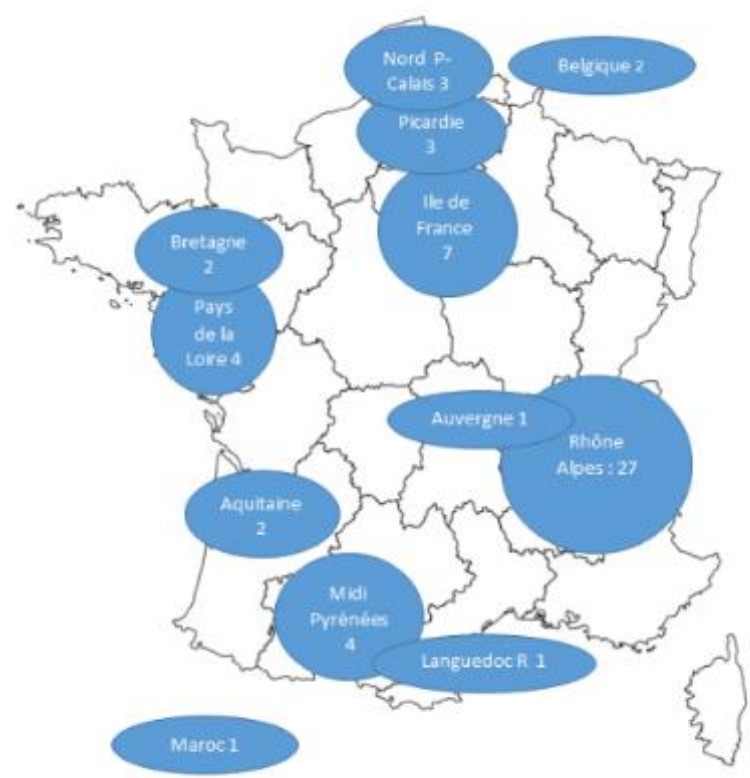 Nord P-
Calais 3
Belgique 2
Picardie
3
Ile de
France
7
Bretagne
2
Pays
de la
Loire 4
Auvergne 1
Rhône
Alpes : 27
Aquitaine
2
Midi
Pyrénées
4
Languedoc R 1
Maroc 1